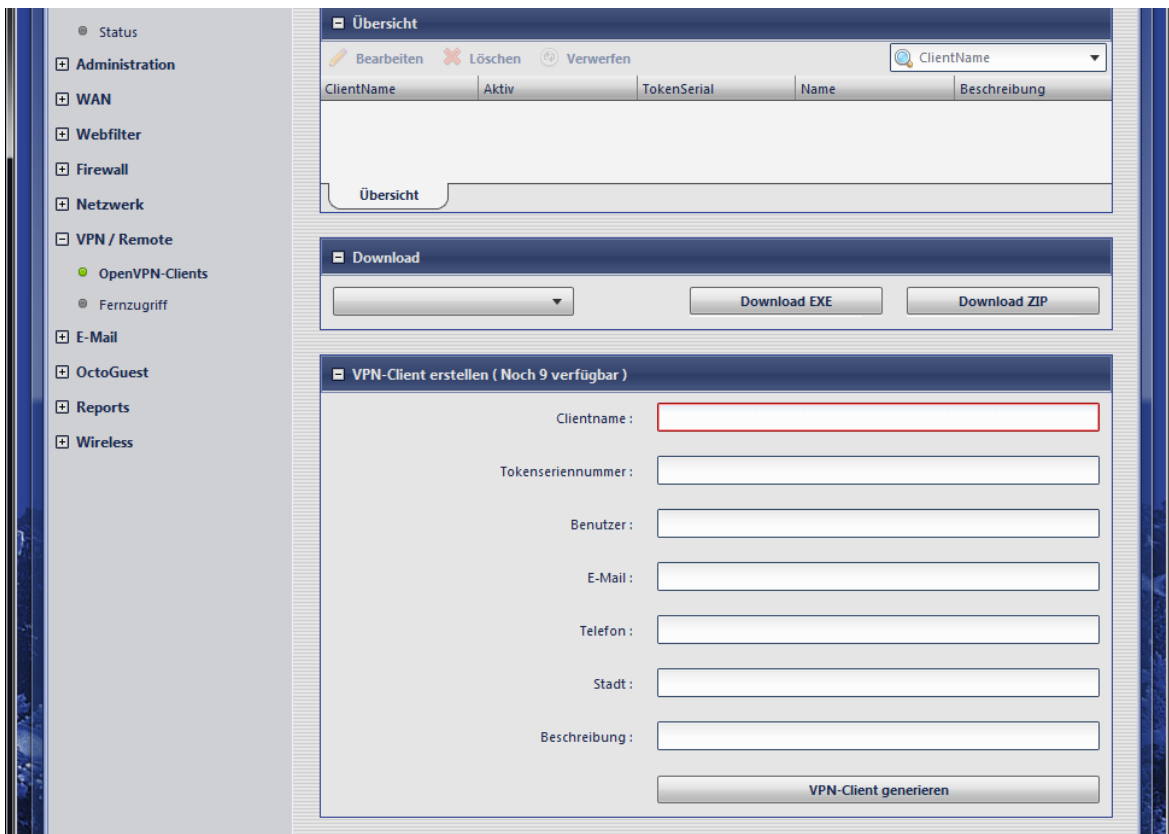 Status
Administration
WAN
Webfilter
Firewall
Netzwerk
VPN / Remote
OpenVPN-Clients
Fernzugriff
E-Mail
OctoGuest
Reports
Wireless
Übersicht
Bearbeiten Löschen Verwerfen ClientName
ClientName Aktiv TokenSerial Name Beschreibung
Übersicht
Download
Download EXE Download ZIP
VPN-Client erstellen ( Noch 9 verfügbar )
Clientname :
Tokenseriennummer :
Benutzer :
E-Mail :
Telefon :
Stadt :
Beschreibung :
VPN-Client generieren